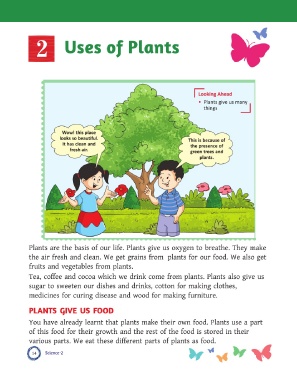 2 Uses of Plants
Looking Ahead
• Plants give us many
things
Wow! this place
looks so beautiful.
It has clean and
fresh air.
This is because of
the presence of
green trees and
plants.
Plants are the basis of our life. Plants give us oxygen to breathe. They make
the air fresh and clean. We get grains from plants for our food. We also get
fruits and vegetables from plants.
Tea, coffee and cocoa which we drink come from plants. Plants also give us
sugar to sweeten our dishes and drinks, cotton for making clothes,
medicines for curing disease and wood for making furniture.
PLANTS GIVE US FOOD
You have already learnt that plants make their own food. Plants use a part
of this food for their growth and the rest of the food is stored in their
various parts. We eat these different parts of plants as food.
14 Science-2